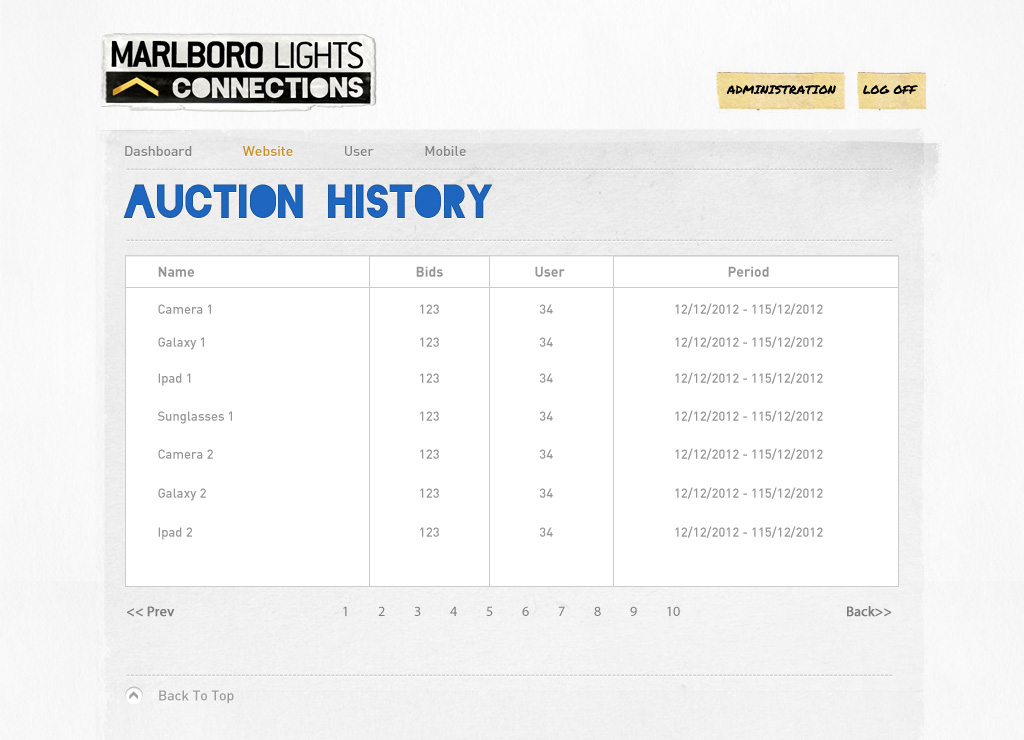 MARLBORO LIGHTS
CONNECTIONS
ADMINISTRATION LOG OFF
Dashboard Website User Mobile
AUCTION HISTORY
Name Bids User Period
Camera 1 123 34 12/12/2012 - 115/12/2012
Galaxy 1 123 34 12/12/2012 - 115/12/2012
Ipad 1 123 34 12/12/2012 - 115/12/2012
Sunglasses 1 123 34 12/12/2012 - 115/12/2012
Camera 2 123 34 12/12/2012 - 115/12/2012
Galaxy 2 123 34 12/12/2012 - 115/12/2012
Ipad 2 123 34 12/12/2012 - 115/12/2012
<< Prev 1 2 3 4 5 6 7 8 9 10 Back>>
Back To Top